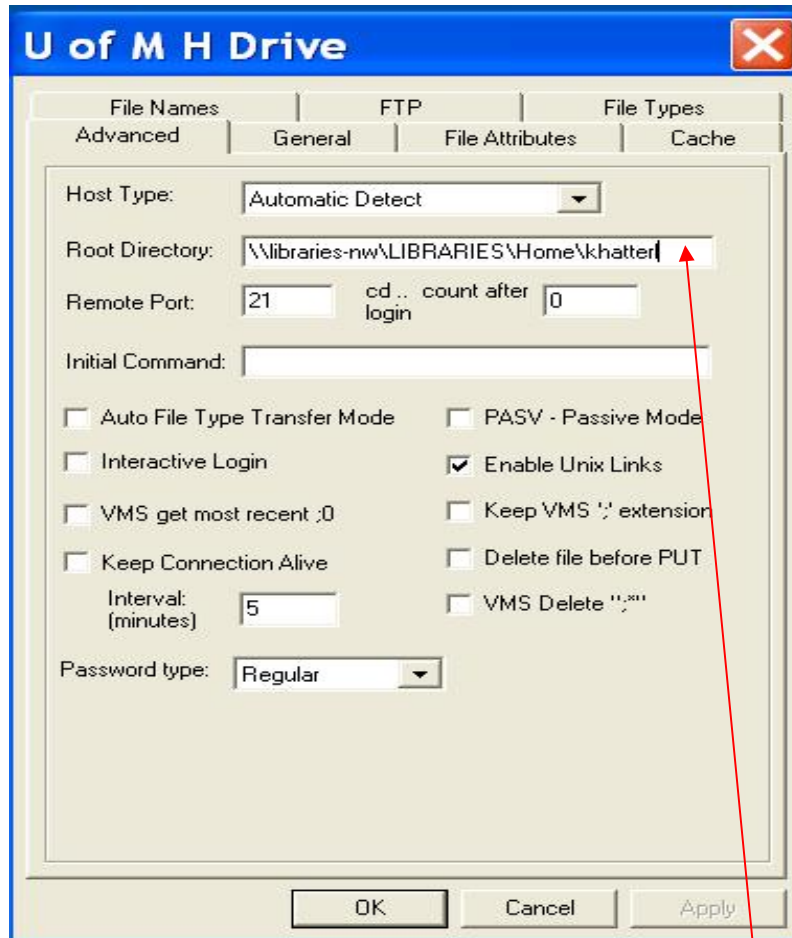 U of M H Drive
File Names FTP File Types
Advanced General File Attributes Cache
Host Type: Automatic Detect
Root Directory: \\libraries-nw\LIBRARIES\Home\khatterl
Remote Port: 21 cd .. count after login 0
Initial Command:
Auto File Type Transfer Mode PASV - Passive Mode
Interactive Login Enable Unix Links
VMS get most recent ;0 Keep VMS ';' extension
Keep Connection Alive Delete file before PUT
Interval: (minutes) 5 VMS Delete ";*"
Password type: Regular
OK Cancel Apply